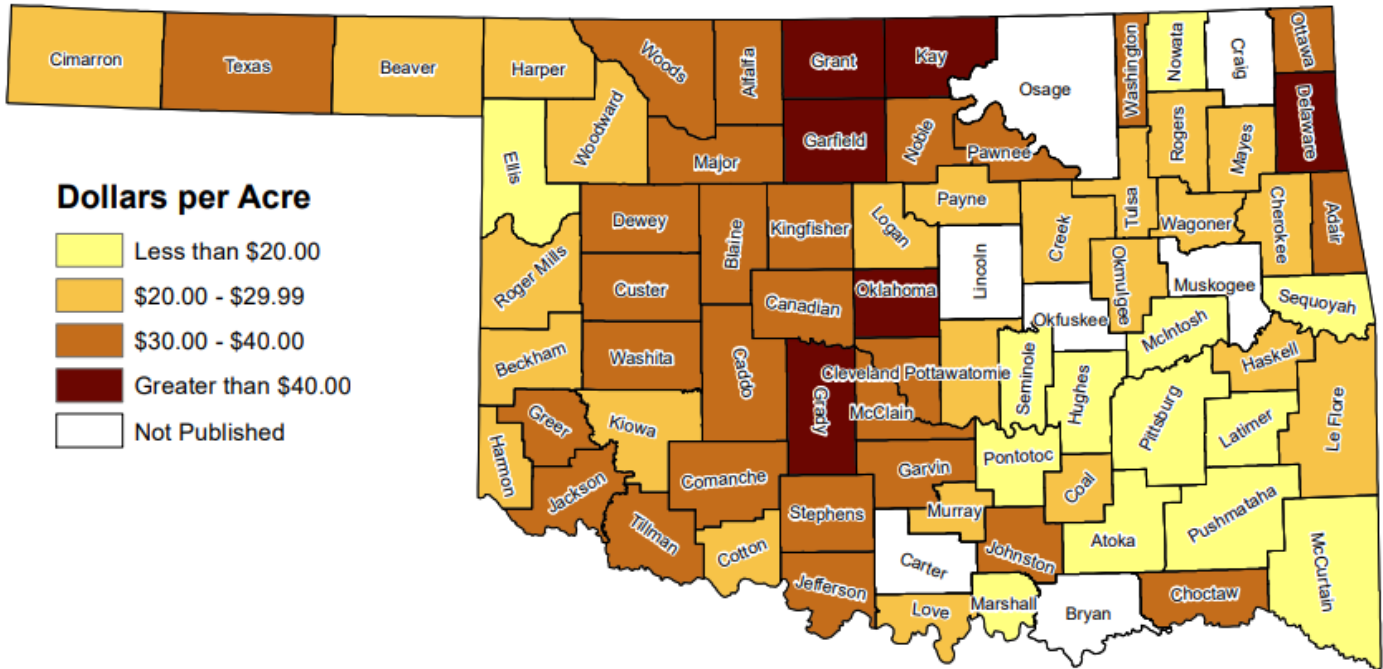 Cimarron
Texas
Beaver
Harper
Woods
Alfalfa
Grant
Kay
Osage
Washington
Nowata
Craig
Ottawa
Woodward
Ellis
Major
Garfield
Noble
Pawnee
Rogers
Mayes
Delaware
Dollars per Acre
Less than $20.00
$20.00 - $29.99
$30.00 - $40.00
Greater than $40.00
Not Published
Roger Mills
Dewey
Blaine
Kingfisher
Logan
Payne
Creek
Tulsa
Wagoner
Cherokee
Adair
Custer
Canadian
Oklahoma
Lincoln
Okfuskee
Okmulgee
Muskogee
Sequoyah
Beckham
Washita
Caddo
Grady
Cleveland
Pottawatomie
McClain
Seminole
Hughes
McIntosh
Haskell
Pittsburg
Latimer
Le Flore
Harmon
Greer
Kiowa
Jackson
Comanche
Tillman
Cotton
Stephens
Garvin
Pontotoc
Coal
Murray
Johnston
Atoka
Pushmataha
McCurtain
Jefferson
Carter
Love
Marshall
Bryan
Choctaw